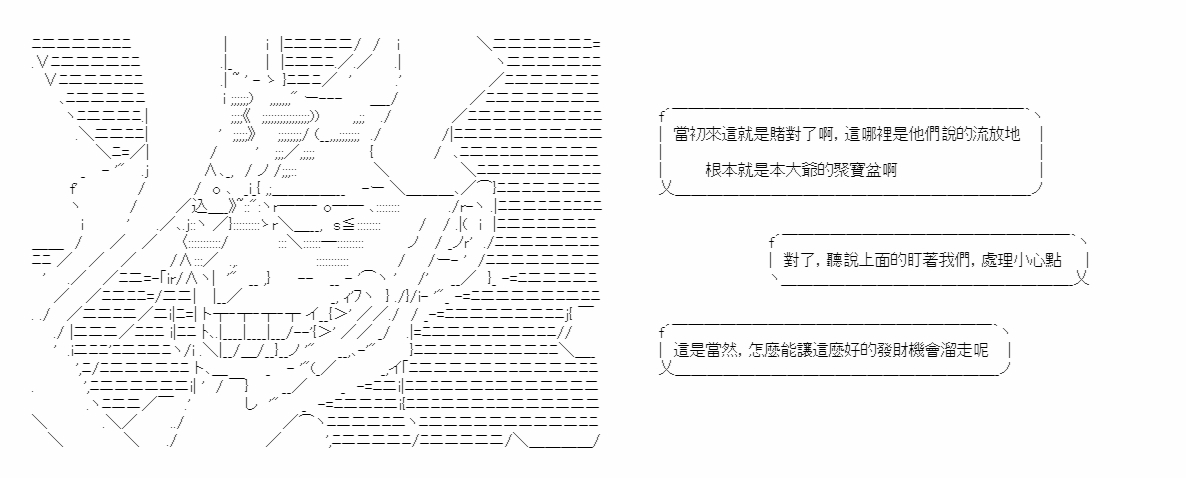 當初來這就是賭對了啊，這哪裡是他們說的流放地
根本就是本大爺的聚寶盆啊
對了，聽說上面的盯著我們，處理小心點
這是當然，怎麼能讓這麼好的發財機會溜走呢